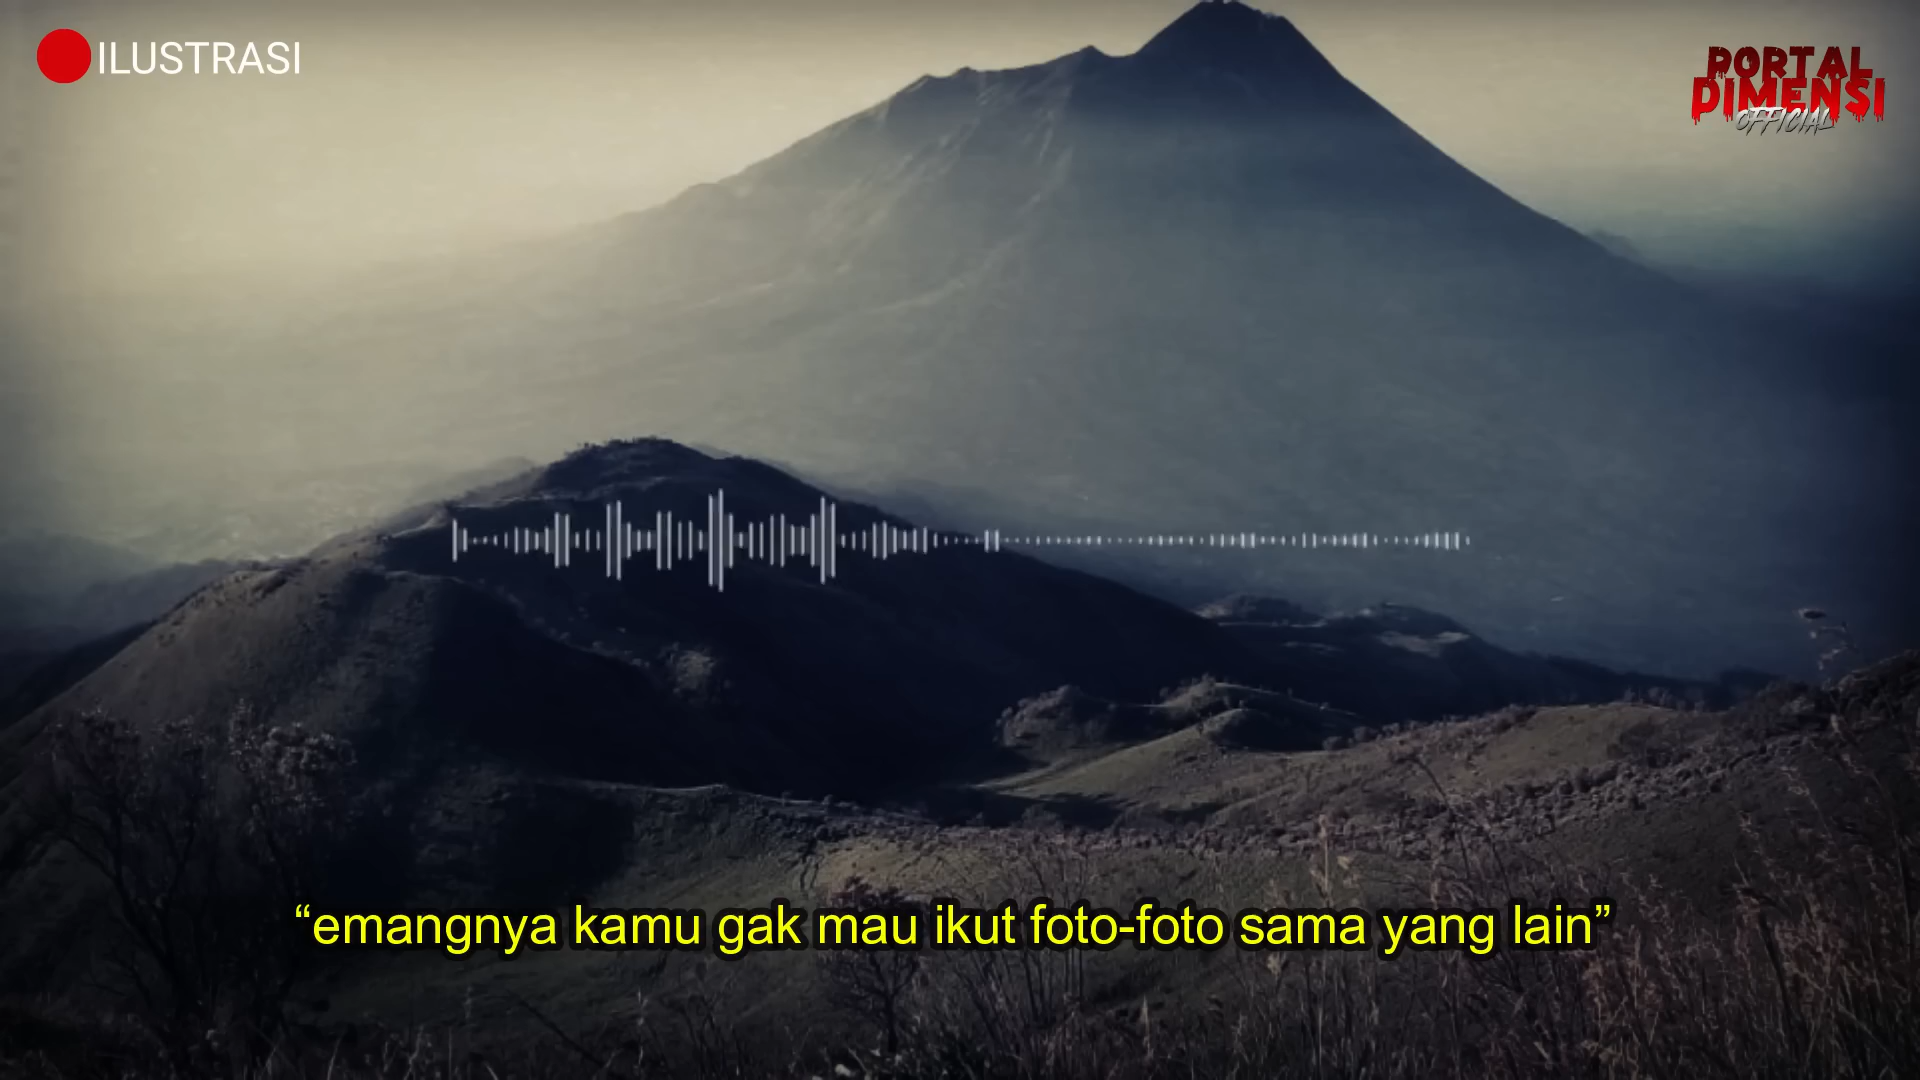 ILUSTRASI
PORTAL
DIMENSI
OFFICIAL
“emangnya kamu gak mau ikut foto-foto sama yang lain”